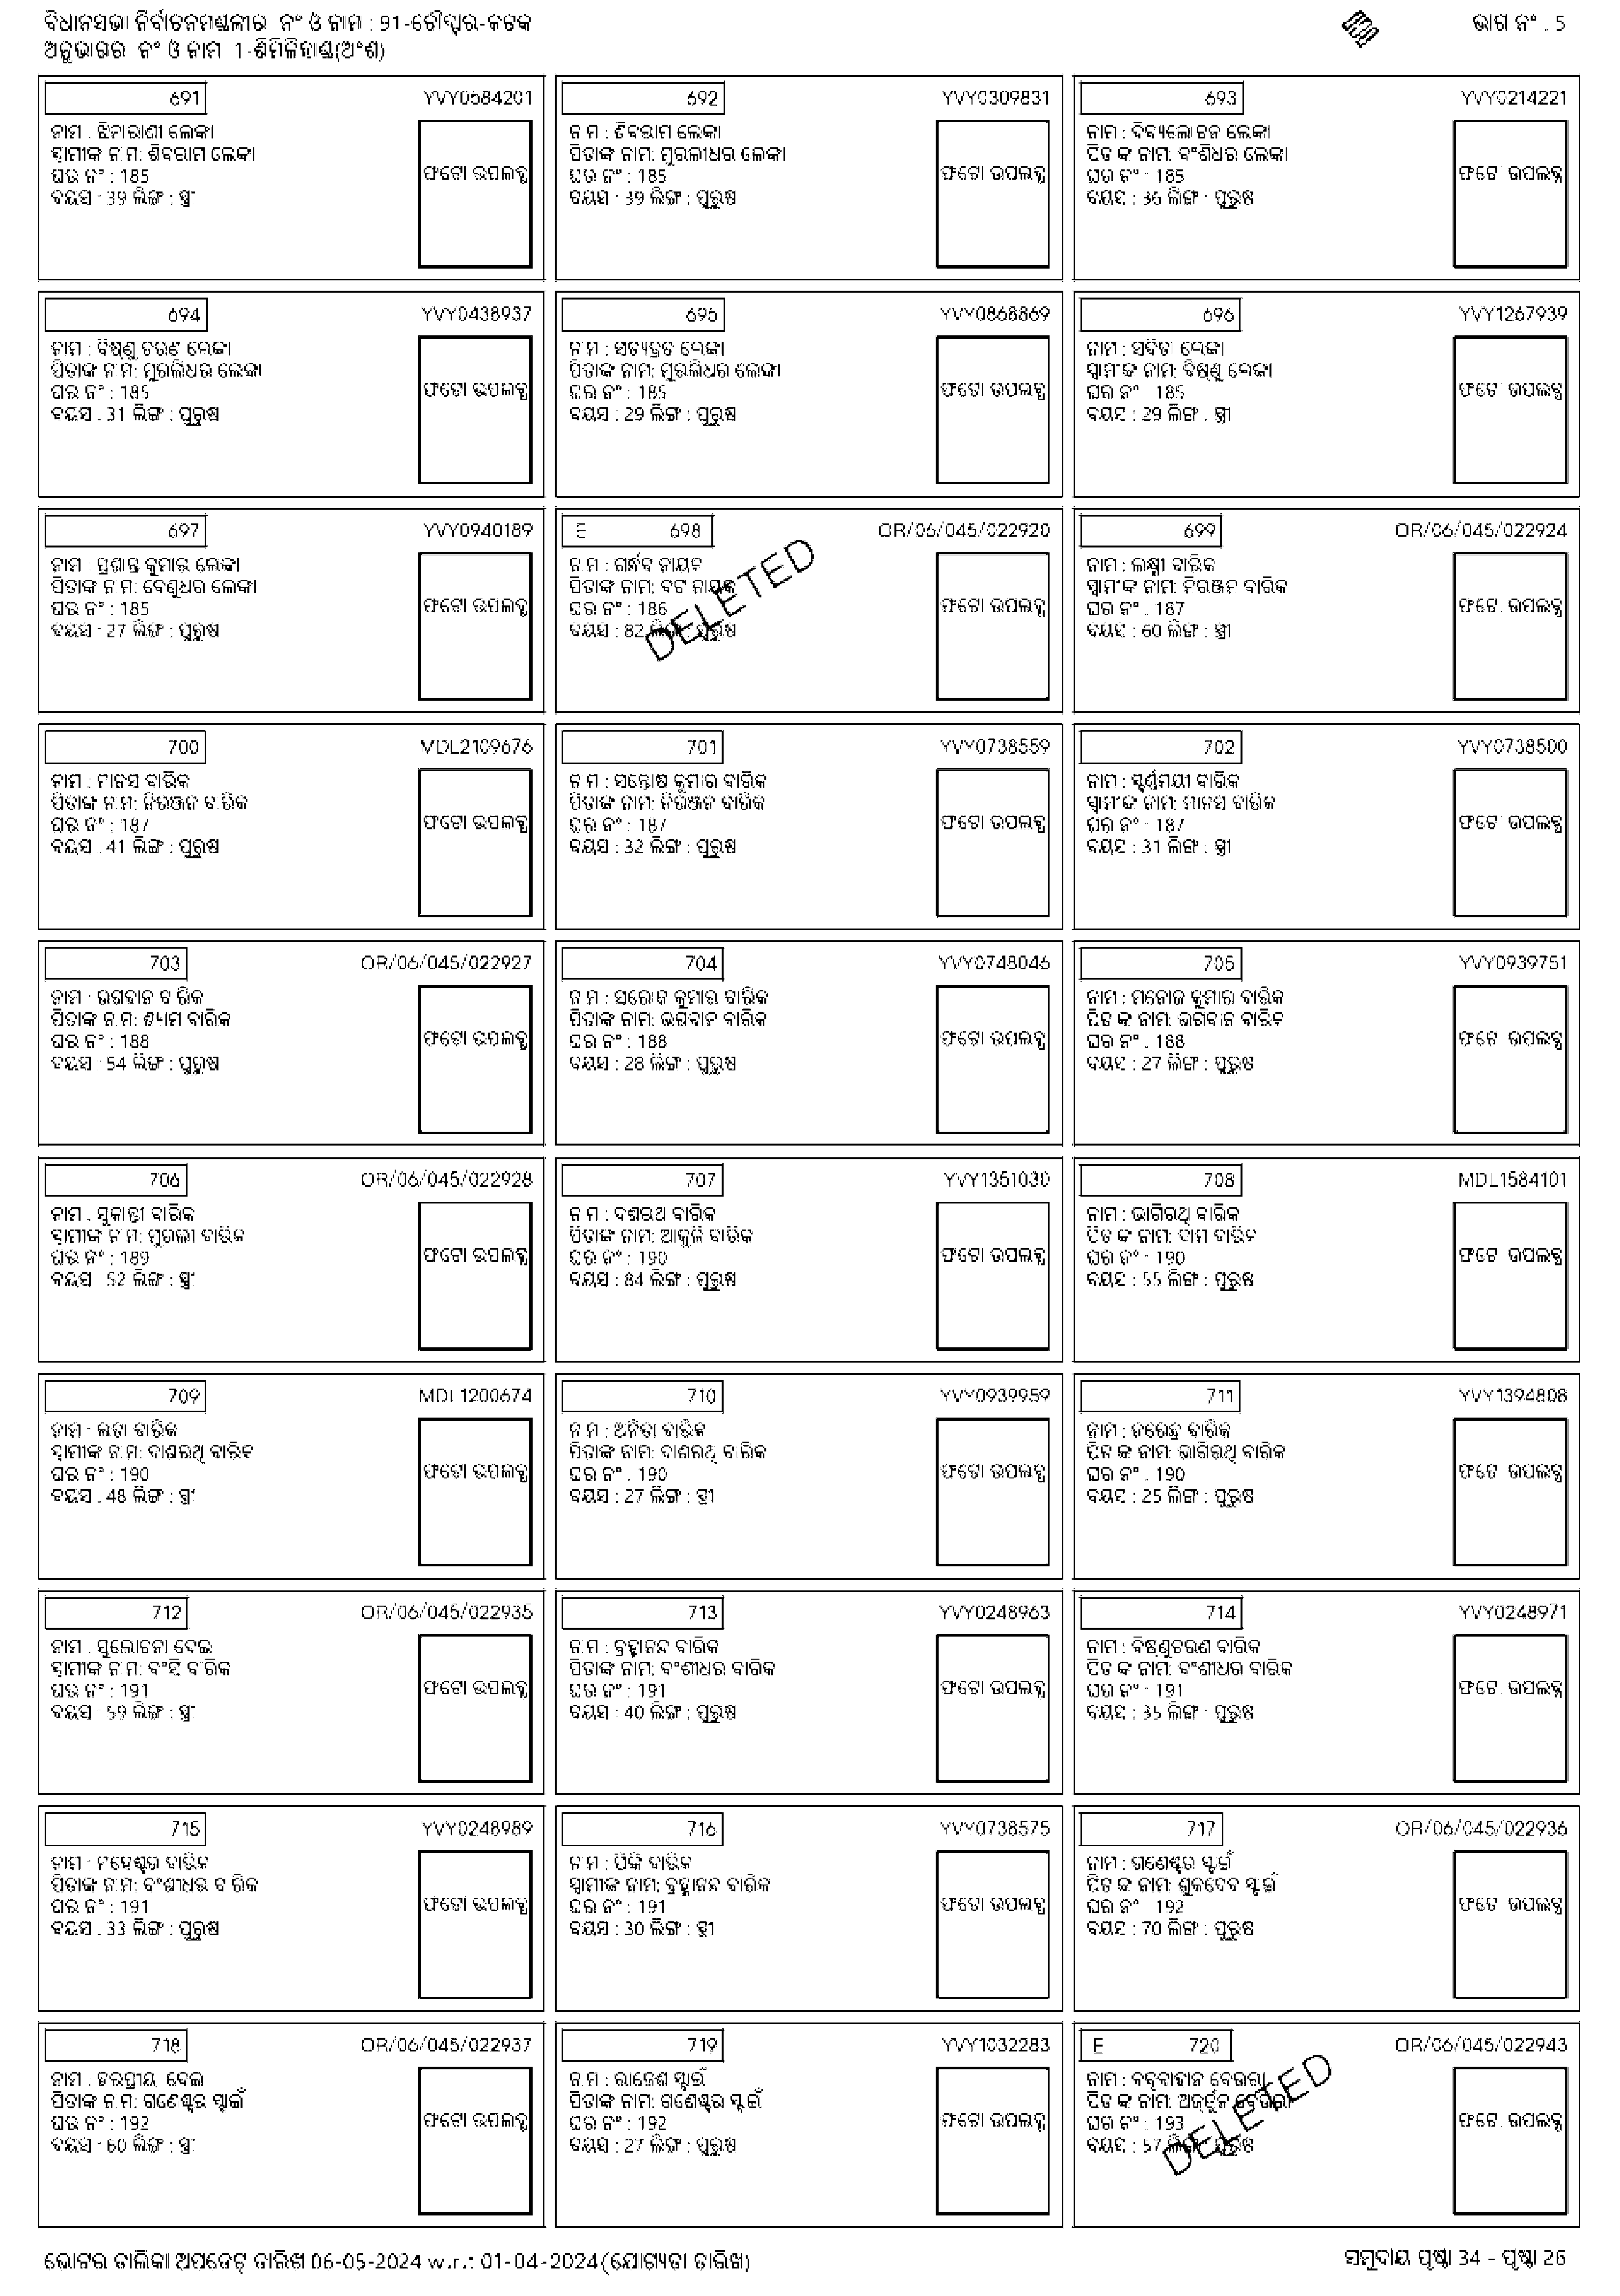 ବିଧାନସଭା ନିର୍ବାଚନମଣ୍ଡଳୀର ନଂ ଓ ନାମ : 91-ଚୌଦ୍ୱାର-କଟକ
ଭାଗ ନଂ . 5
ଅନୁଭାଗର ନଂ ଓ ନାମ 1-ଶିମିଳିହାଣ୍ଡ(ଅଂଶ)
691 YVY0684201
ନାମ : ଝିମାରାଣୀ ଲେଙ୍କା
ସ୍ୱାମୀଙ୍କ ନାମ: ଶିବରାମ ଲେଙ୍କା
ଘର ନଂ : 185
ବୟସ : 39 ଲିଙ୍ଗ : ସ୍ତ୍ରୀ
ଫଟୋ ଉପଲବ୍ଧ
692 YVY0309831
ନାମ : ଶିବରାମ ଲେଙ୍କା
ପିତାଙ୍କ ନାମ: ମୁରଲୀଧର ଲେଙ୍କା
ଘର ନଂ : 185
ବୟସ : 39 ଲିଙ୍ଗ : ପୁରୁଷ
ଫଟୋ ଉପଲବ୍ଧ
693 YVY0214221
ନାମ : ଦିବ୍ୟଲୋଚନ ଲେଙ୍କା
ପିତାଙ୍କ ନାମ: ବଂଶିଧର ଲେଙ୍କା
ଘର ନଂ : 185
ବୟସ : 36 ଲିଙ୍ଗ : ପୁରୁଷ
ଫଟୋ ଉପଲବ୍ଧ
694 YVY0438937
ନାମ : ବିଷ୍ଣୁ ଚରଣ ଲେଙ୍କା
ପିତାଙ୍କ ନାମ: ମୁରଲିଧର ଲେଙ୍କା
ଘର ନଂ : 185
ବୟସ : 31 ଲିଙ୍ଗ : ପୁରୁଷ
ଫଟୋ ଉପଲବ୍ଧ
695 YVY0868869
ନାମ : ସତ୍ୟବ୍ରତ ଲେଙ୍କା
ପିତାଙ୍କ ନାମ: ମୁରଲିଧର ଲେଙ୍କା
ଘର ନଂ : 185
ବୟସ : 29 ଲିଙ୍ଗ : ପୁରୁଷ
ଫଟୋ ଉପଲବ୍ଧ
696 YVY1267939
ନାମ : ସବିତା ଲେଙ୍କା
ସ୍ୱାମୀଙ୍କ ନାମ: ବିଷ୍ଣୁ ଲେଙ୍କା
ଘର ନଂ : 185
ବୟସ : 29 ଲିଙ୍ଗ : ସ୍ତ୍ରୀ
ଫଟୋ ଉପଲବ୍ଧ
697 YVY0940189
ନାମ : ପ୍ରଶାନ୍ତ କୁମାର ଲେଙ୍କା
ପିତାଙ୍କ ନାମ: ବେଣୁଧର ଲେଙ୍କା
ଘର ନଂ : 185
ବୟସ : 27 ଲିଙ୍ଗ : ପୁରୁଷ
ଫଟୋ ଉପଲବ୍ଧ
E 698 OR/06/045/022920
ନାମ : ଗର୍ନ୍ଧବ ନାୟକ
ପିତାଙ୍କ ନାମ: ବଟ ନାୟକ
ଘର ନଂ : 186
ବୟସ : 82 ଲିଙ୍ଗ : ପୁରୁଷ
ଫଟୋ ଉପଲବ୍ଧ
DELETED
699 OR/06/045/022924
ନାମ : ଲକ୍ଷ୍ମୀ ବାରିକ
ସ୍ୱାମୀଙ୍କ ନାମ: ନିରଞ୍ଜନ ବାରିକ
ଘର ନଂ : 187
ବୟସ : 60 ଲିଙ୍ଗ : ସ୍ତ୍ରୀ
ଫଟୋ ଉପଲବ୍ଧ
700 MDL2109676
ନାମ : ମାନସ ବାରିକ
ପିତାଙ୍କ ନାମ: ନିରଞ୍ଜନ ବାରିକ
ଘର ନଂ : 187
ବୟସ : 41 ଲିଙ୍ଗ : ପୁରୁଷ
ଫଟୋ ଉପଲବ୍ଧ
701 YVY0738559
ନାମ : ସନ୍ତୋଷ କୁମାର ବାରିକ
ପିତାଙ୍କ ନାମ: ନିରଞ୍ଜନ ବାରିକ
ଘର ନଂ : 187
ବୟସ : 32 ଲିଙ୍ଗ : ପୁରୁଷ
ଫଟୋ ଉପଲବ୍ଧ
702 YVY0738500
ନାମ : ସ୍ୱର୍ଣ୍ଣମୟୀ ବାରିକ
ସ୍ୱାମୀଙ୍କ ନାମ: ମାନସ ବାରିକ
ଘର ନଂ : 187
ବୟସ : 31 ଲିଙ୍ଗ : ସ୍ତ୍ରୀ
ଫଟୋ ଉପଲବ୍ଧ
703 OR/06/045/022927
ନାମ : ଭଗବାନ ବାରିକ
ପିତାଙ୍କ ନାମ: ଶ୍ୟାମ ବାରିକ
ଘର ନଂ : 188
ବୟସ : 54 ଲିଙ୍ଗ : ପୁରୁଷ
ଫଟୋ ଉପଲବ୍ଧ
704 YVY0748046
ନାମ : ସରୋଜ କୁମାର ବାରିକ
ପିତାଙ୍କ ନାମ: ଭଗବାନ ବାରିକ
ଘର ନଂ : 188
ବୟସ : 28 ଲିଙ୍ଗ : ପୁରୁଷ
ଫଟୋ ଉପଲବ୍ଧ
705 YVY0939751
ନାମ : ମନୋଜ କୁମାର ବାରିକ
ପିତାଙ୍କ ନାମ: ଭଗବାନ ବାରିକ
ଘର ନଂ : 188
ବୟସ : 27 ଲିଙ୍ଗ : ପୁରୁଷ
ଫଟୋ ଉପଲବ୍ଧ
706 OR/06/045/022928
ନାମ : ସୁକାନ୍ତୀ ବାରିକ
ସ୍ୱାମୀଙ୍କ ନାମ: ମୁରଲୀ ବାରିକ
ଘର ନଂ : 189
ବୟସ : 52 ଲିଙ୍ଗ : ସ୍ତ୍ରୀ
ଫଟୋ ଉପଲବ୍ଧ
707 YVY1351030
ନାମ : ଦଶରଥ ବାରିକ
ପିତାଙ୍କ ନାମ: ଆକୁଳି ବାରିକ
ଘର ନଂ : 190
ବୟସ : 84 ଲିଙ୍ଗ : ପୁରୁଷ
ଫଟୋ ଉପଲବ୍ଧ
708 MDL1584101
ନାମ : ଭାଗିରଥି ବାରିକ
ପିତାଙ୍କ ନାମ: ଦାମ ବାରିକ
ଘର ନଂ : 190
ବୟସ : 55 ଲିଙ୍ଗ : ପୁରୁଷ
ଫଟୋ ଉପଲବ୍ଧ
709 MDL1200674
ନାମ : ଲତା ବାରିକ
ସ୍ୱାମୀଙ୍କ ନାମ: ଦାଶରଥି ବାରିକ
ଘର ନଂ : 190
ବୟସ : 48 ଲିଙ୍ଗ : ସ୍ତ୍ରୀ
ଫଟୋ ଉପଲବ୍ଧ
710 YVY0939959
ନାମ : ଅନିତା ବାରିକ
ପିତାଙ୍କ ନାମ: ଦାଶରଥି ବାରିକ
ଘର ନଂ : 190
ବୟସ : 27 ଲିଙ୍ଗ : ସ୍ତ୍ରୀ
ଫଟୋ ଉପଲବ୍ଧ
711 YVY1394808
ନାମ : ନରେନ୍ଦ୍ର ବାରିକ
ପିତାଙ୍କ ନାମ: ଭାଗିରଥି ବାରିକ
ଘର ନଂ : 190
ବୟସ : 25 ଲିଙ୍ଗ : ପୁରୁଷ
ଫଟୋ ଉପଲବ୍ଧ
712 OR/06/045/022935
ନାମ : ସୁଲୋଚନା ଦେଇ
ସ୍ୱାମୀଙ୍କ ନାମ: ବଂସି ବାରିକ
ଘର ନଂ : 191
ବୟସ : 59 ଲିଙ୍ଗ : ସ୍ତ୍ରୀ
ଫଟୋ ଉପଲବ୍ଧ
713 YVY0248963
ନାମ : ବ୍ରହ୍ମାନନ୍ଦ ବାରିକ
ପିତାଙ୍କ ନାମ: ବଂଶୀଧର ବାରିକ
ଘର ନଂ : 191
ବୟସ : 40 ଲିଙ୍ଗ : ପୁରୁଷ
ଫଟୋ ଉପଲବ୍ଧ
714 YVY0248971
ନାମ : ବିଷ୍ଣୁଚରଣ ବାରିକ
ପିତାଙ୍କ ନାମ: ବଂଶୀଧର ବାରିକ
ଘର ନଂ : 191
ବୟସ : 35 ଲିଙ୍ଗ : ପୁରୁଷ
ଫଟୋ ଉପଲବ୍ଧ
715 YVY0248989
ନାମ : ମହେଶ୍ୱର ବାରିକ
ପିତାଙ୍କ ନାମ: ବଂଶୀଧର ବାରିକ
ଘର ନଂ : 191
ବୟସ : 33 ଲିଙ୍ଗ : ପୁରୁଷ
ଫଟୋ ଉପଲବ୍ଧ
716 YVY0738575
ନାମ : ପିଙ୍କି ବାରିକ
ସ୍ୱାମୀଙ୍କ ନାମ: ବ୍ରହ୍ମାନନ୍ଦ ବାରିକ
ଘର ନଂ : 191
ବୟସ : 30 ଲିଙ୍ଗ : ସ୍ତ୍ରୀ
ଫଟୋ ଉପଲବ୍ଧ
717 OR/06/045/022936
ନାମ : ଗଣେଶ୍ୱର ସ୍ୱାଇଁ
ପିତାଙ୍କ ନାମ: ଶୁକଦେବ ସ୍ୱାଇଁ
ଘର ନଂ : 192
ବୟସ : 70 ଲିଙ୍ଗ : ପୁରୁଷ
ଫଟୋ ଉପଲବ୍ଧ
718 OR/06/045/022937
ନାମ : ହରପ୍ରୀୟା ଦେଇ
ପିତାଙ୍କ ନାମ: ଗଣେଶ୍ୱର ସ୍ୱାଇଁ
ଘର ନଂ : 192
ବୟସ : 60 ଲିଙ୍ଗ : ସ୍ତ୍ରୀ
ଫଟୋ ଉପଲବ୍ଧ
719 YVY1032283
ନାମ : ରାଜେଶ ସ୍ୱାଇଁ
ପିତାଙ୍କ ନାମ: ଗଣେଶ୍ୱର ସ୍ୱାଇଁ
ଘର ନଂ : 192
ବୟସ : 27 ଲିଙ୍ଗ : ପୁରୁଷ
ଫଟୋ ଉପଲବ୍ଧ
E 720 OR/06/045/022943
ନାମ : ବବୃବାହାନ ବେଉରା
ପିତାଙ୍କ ନାମ: ଅର୍ଜୁନ ବେଉରା
ଘର ନଂ : 193
ବୟସ : 57 ଲିଙ୍ଗ : ପୁରୁଷ
ଫଟୋ ଉପଲବ୍ଧ
DELETED
ଭୋଟର ତାଲିକା ଅପଡେଟ୍ ତାରିଖ 06-05-2024 w.r.: 01-04-2024(ଯୋଗ୍ୟତା ତାରିଖ)
ସମୁଦାୟ ପୃଷ୍ଠା 34 - ପୃଷ୍ଠା 26